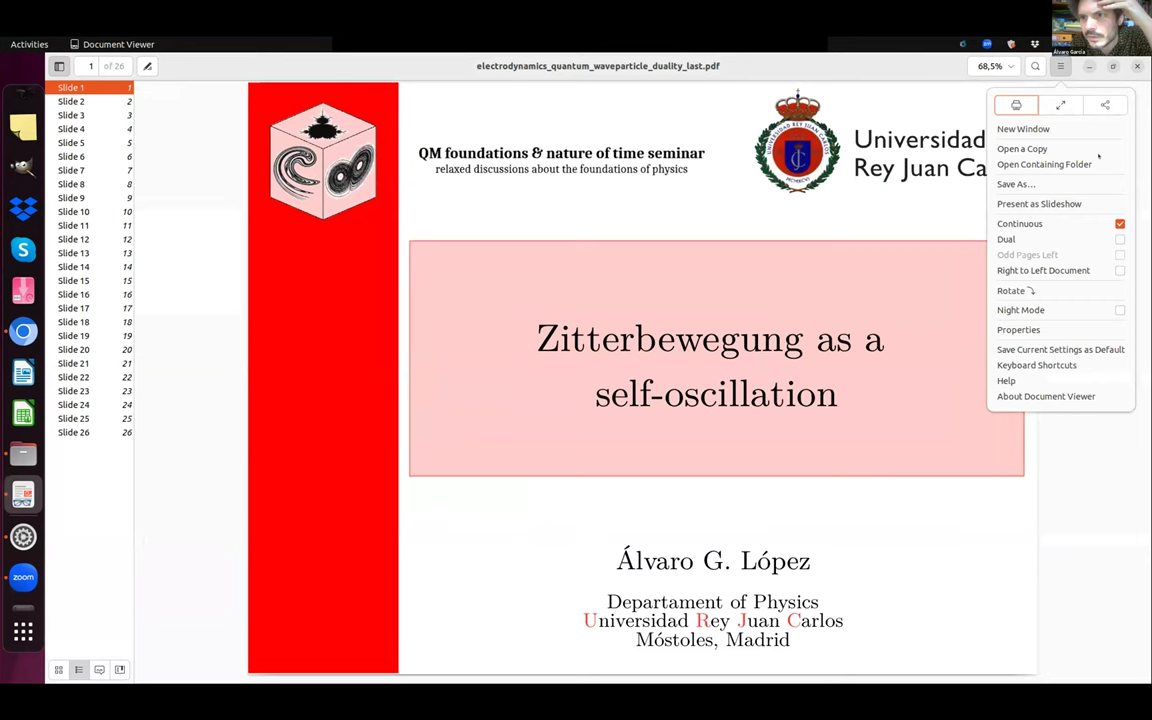 Álvaro García
Activities
Document Viewer
1 of 26
electrodynamics_quantum_waveparticle_duality_last.pdf
68,5%
Slide 1 1
Slide 2 2
Slide 3 3
Slide 4 4
Slide 5 5
Slide 6 6
Slide 7 7
Slide 8 8
Slide 9 9
Slide 10 10
Slide 11 11
Slide 12 12
Slide 13 13
Slide 14 14
Slide 15 15
Slide 16 16
Slide 17 17
Slide 18 18
Slide 19 19
Slide 20 20
Slide 21 21
Slide 22 22
Slide 23 23
Slide 24 24
Slide 25 25
Slide 26 26
zoom
QM foundations & nature of time seminar
relaxed discussions about the foundations of physics
Universidad
Rey Juan Ca
Zitterbewegung as a
self-oscillation
Álvaro G. López
Departament of Physics
Universidad Rey Juan Carlos
Móstoles, Madrid
New Window
Open a Copy
Open Containing Folder
Save As...
Present as Slideshow
Continuous
Dual
Odd Pages Left
Right to Left Document
Rotate
Night Mode
Properties
Save Current Settings as Default
Keyboard Shortcuts
Help
About Document Viewer